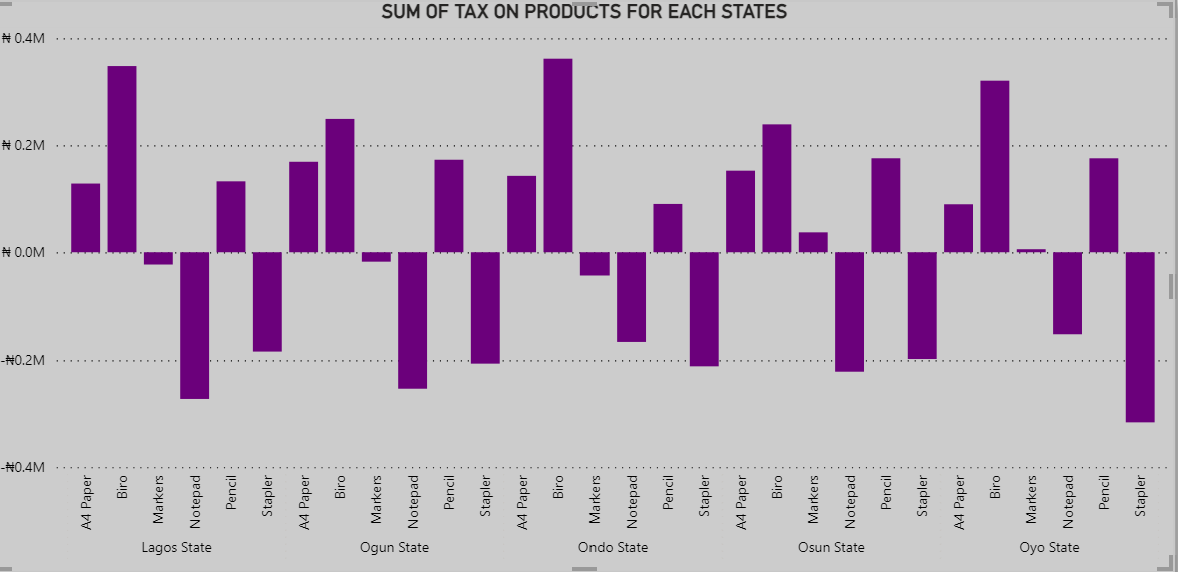 SUM OF TAX ON PRODUCTS FOR EACH STATES
₦ 0.4M
₦ 0.2M
₦ 0.0M
-₦0.2M
-₦0.4M
A4 Paper
Biro
Markers
Notepad
Pencil
Stapler
A4 Paper
Biro
Markers
Notepad
Pencil
Stapler
A4 Paper
Biro
Markers
Notepad
Pencil
Stapler
A4 Paper
Biro
Markers
Notepad
Pencil
Stapler
A4 Paper
Biro
Markers
Notepad
Pencil
Stapler
Lagos State
Ogun State
Ondo State
Osun State
Oyo State